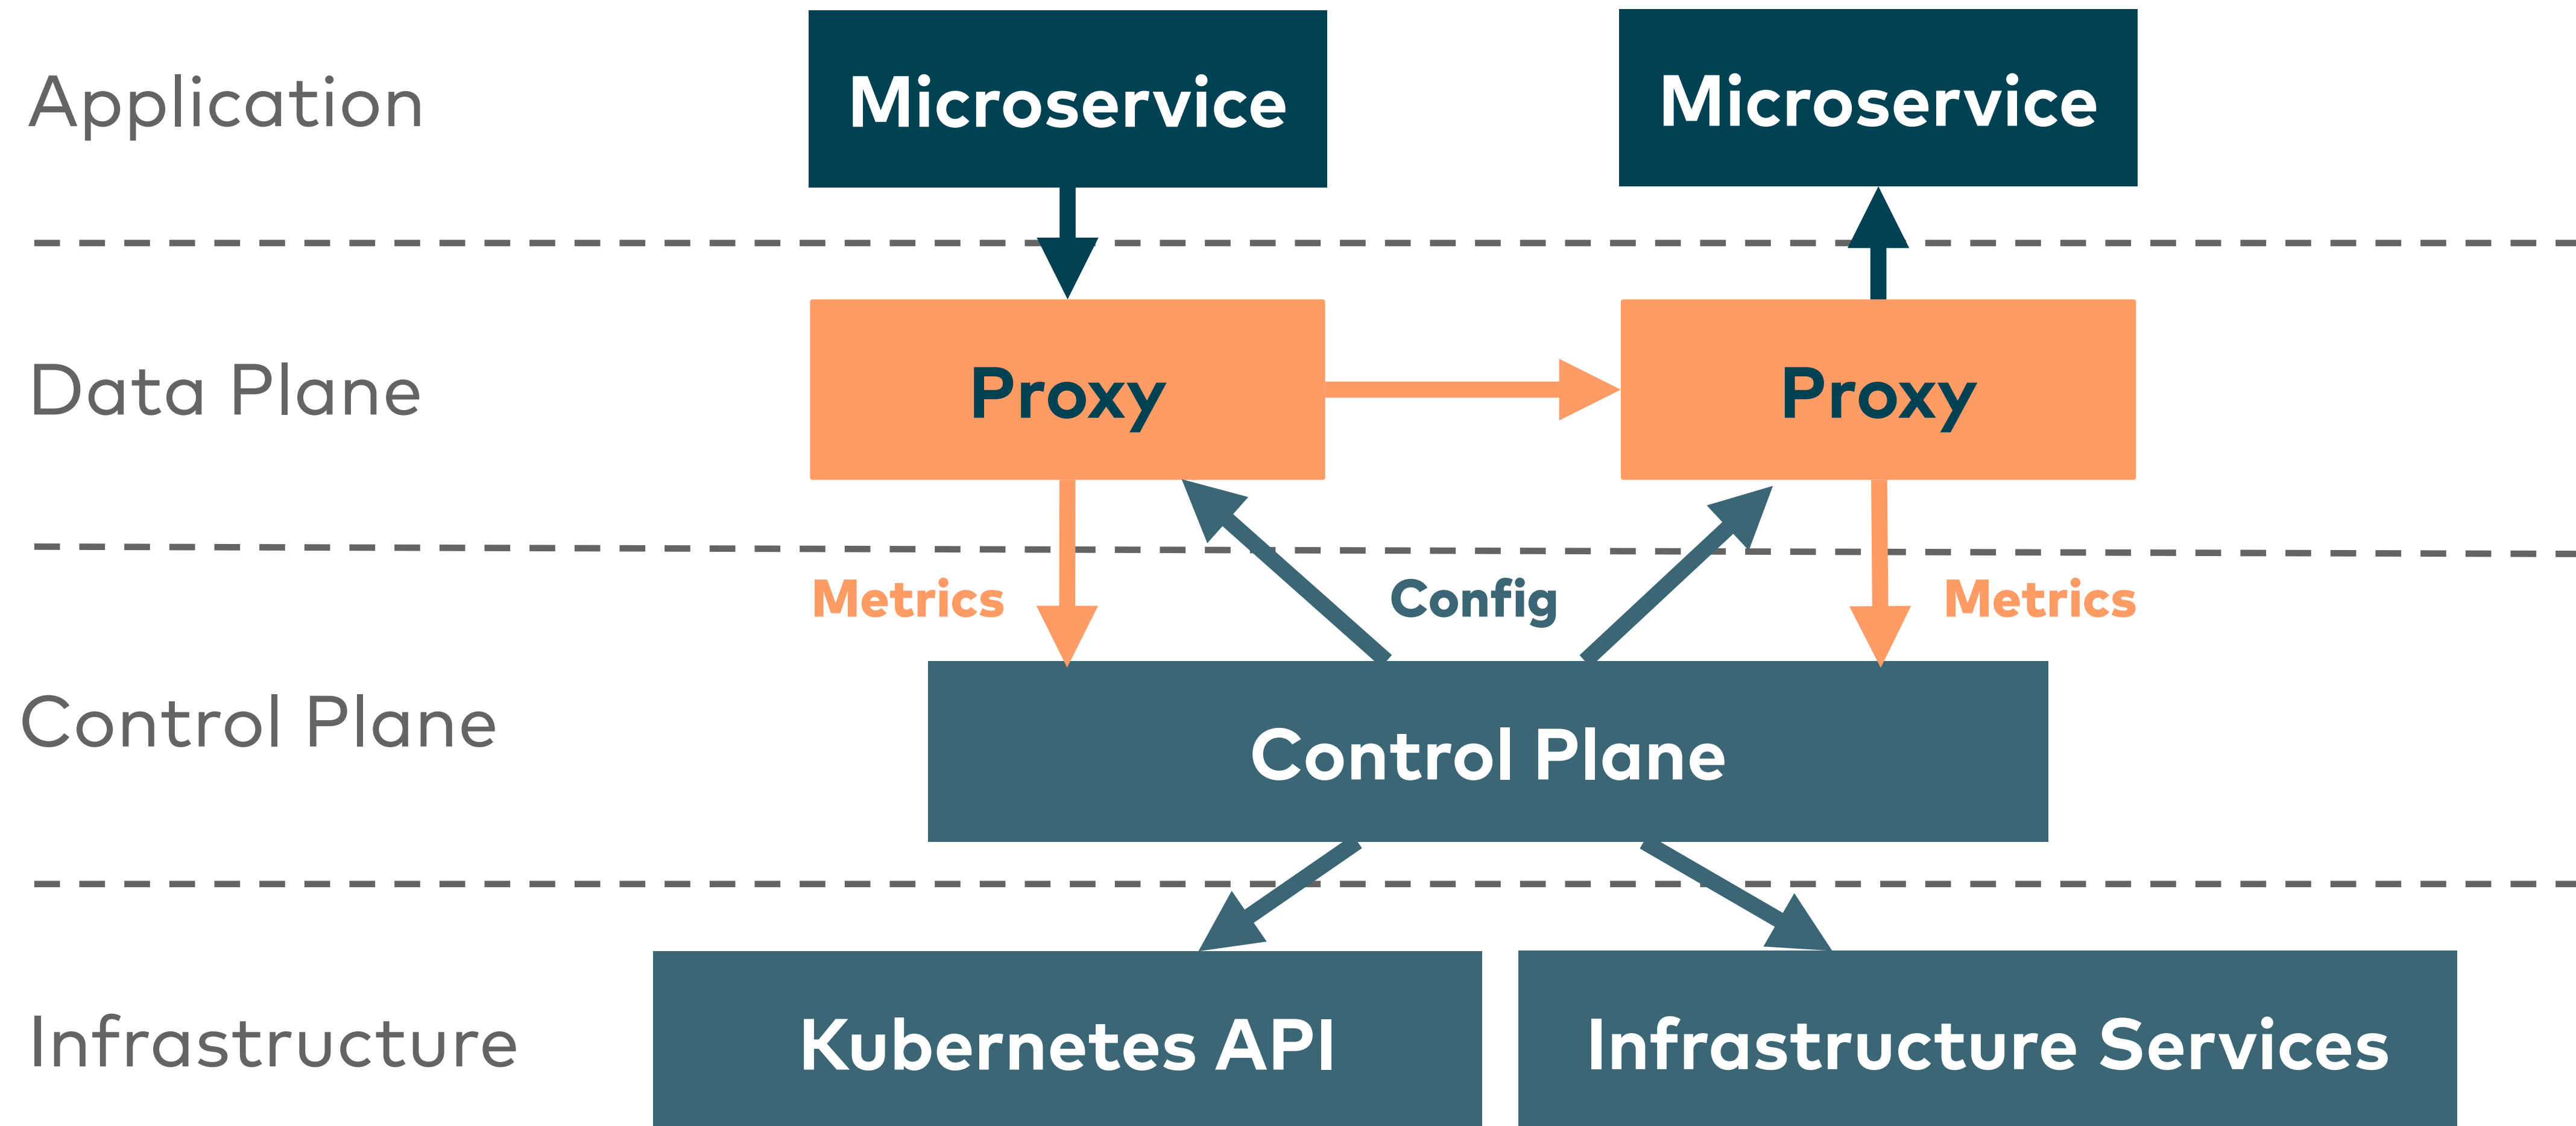 Application
Microservice
Microservice
Data Plane
Proxy
Proxy
Metrics
Config
Metrics
Control Plane
Control Plane
Infrastructure
Kubernetes API
Infrastructure Services